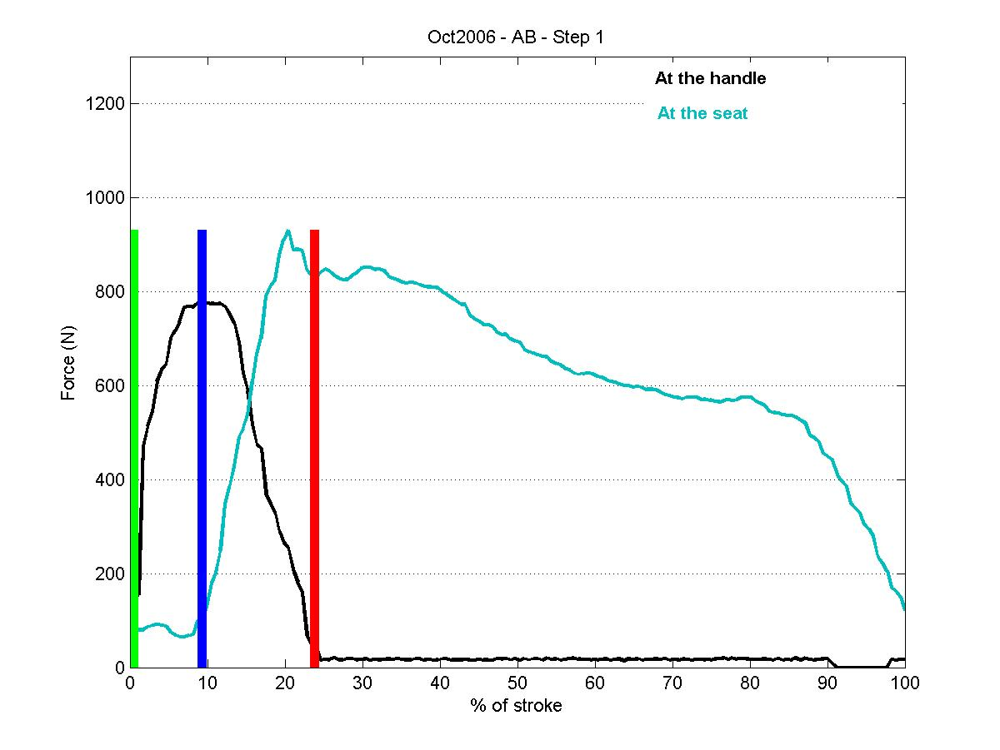 Oct2006 - AB - Step 1
At the handle
At the seat
1200
1000
800
600
400
200
0
Force (N)
0 10 20 30 40 50 60 70 80 90 100
% of stroke